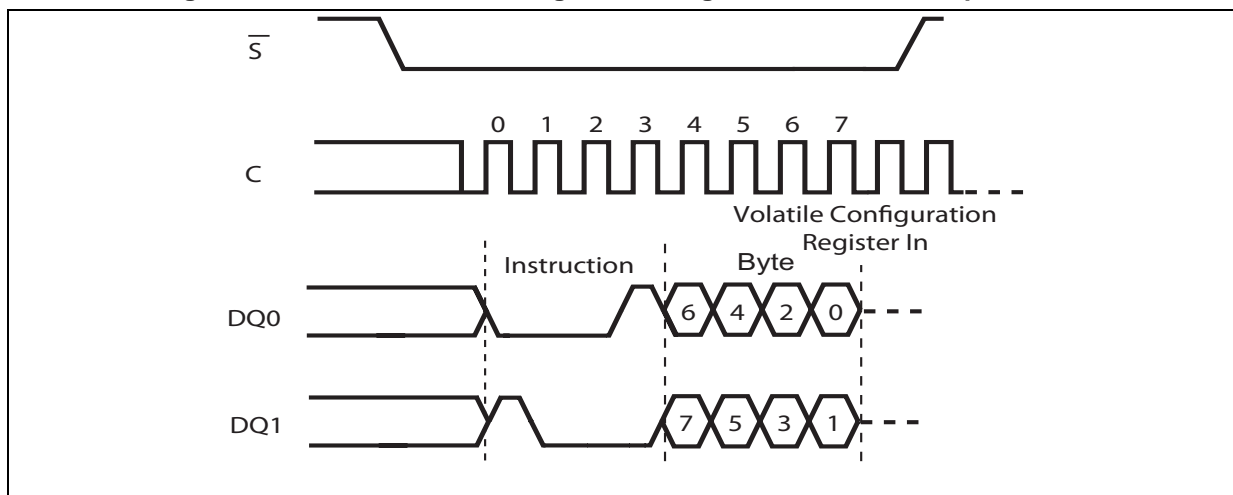 S
0 1 2 3 4 5 6 7
C
Volatile Configuration
Register In
Instruction Byte
DQ0 6 4 2 0
DQ1 7 5 3 1